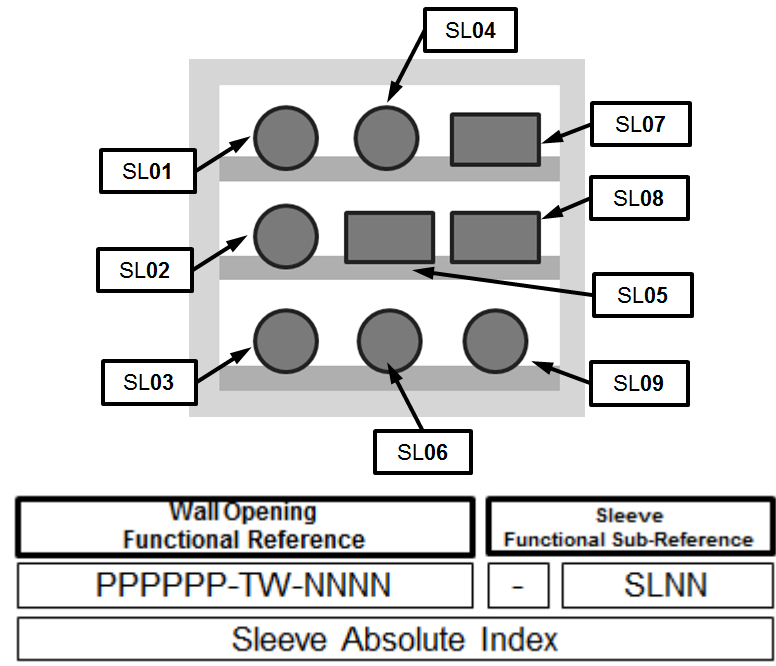 SL04
SL07
SL01
SL08
SL02
SL05
SL03
SL09
SL06
Wall Opening
Functional Reference
Sleeve
Functional Sub-Reference
PPPPPP-TW-NNNN
-
SLNN
Sleeve Absolute Index